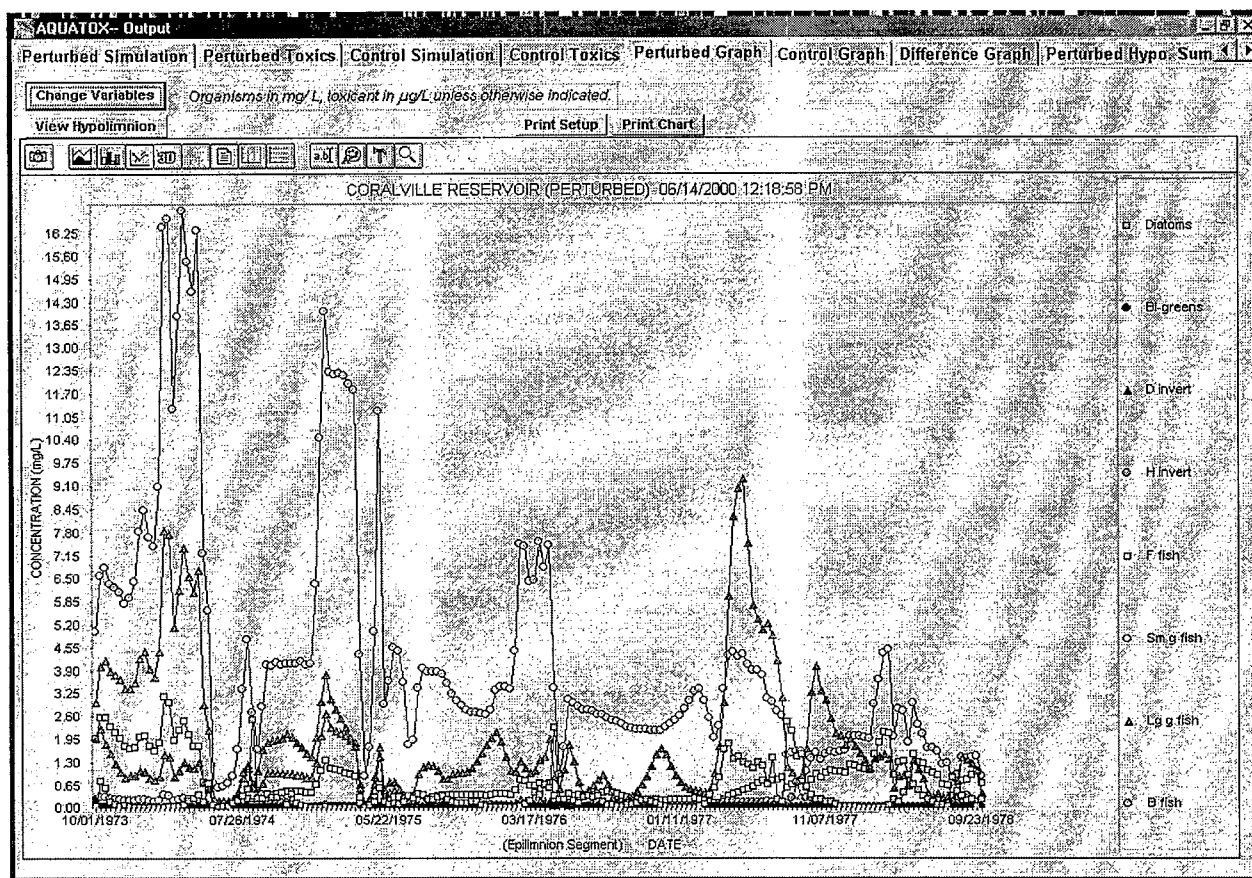 AQUATOX-- Output
Perturbed Simulation Perturbed Toxics Control Simulation Control Toxics Perturbed Graph Control Graph Difference Graph Perturbed Hypo. Sum
Change Variables Organisms in mg/ L, toxicant in µg/L unless otherwise indicated.
View Hypolimnion Print Setup Print Chart
3D a.b T
CORALVILLE RESERVOIR (PERTURBED) 06/14/2000 12:18:58 PM
CONCENTRATION (mg/L)
16.25
15.60
14.95
14.30
13.65
13.00
12.35
11.70
11.05
10.40
9.75
9.10
8.45
7.80
7.15
6.50
5.85
5.20
4.55
3.90
3.25
2.60
1.95
1.30
0.65
0.00
10/01/1973 07/26/1974 05/22/1975 03/17/1976 01/11/1977 11/07/1977 09/23/1978
(Epilimnion Segment) DATE
Diatoms
Bl-greens
D invert
H invert
F fish
Sm g fish
Lg g fish
B fish